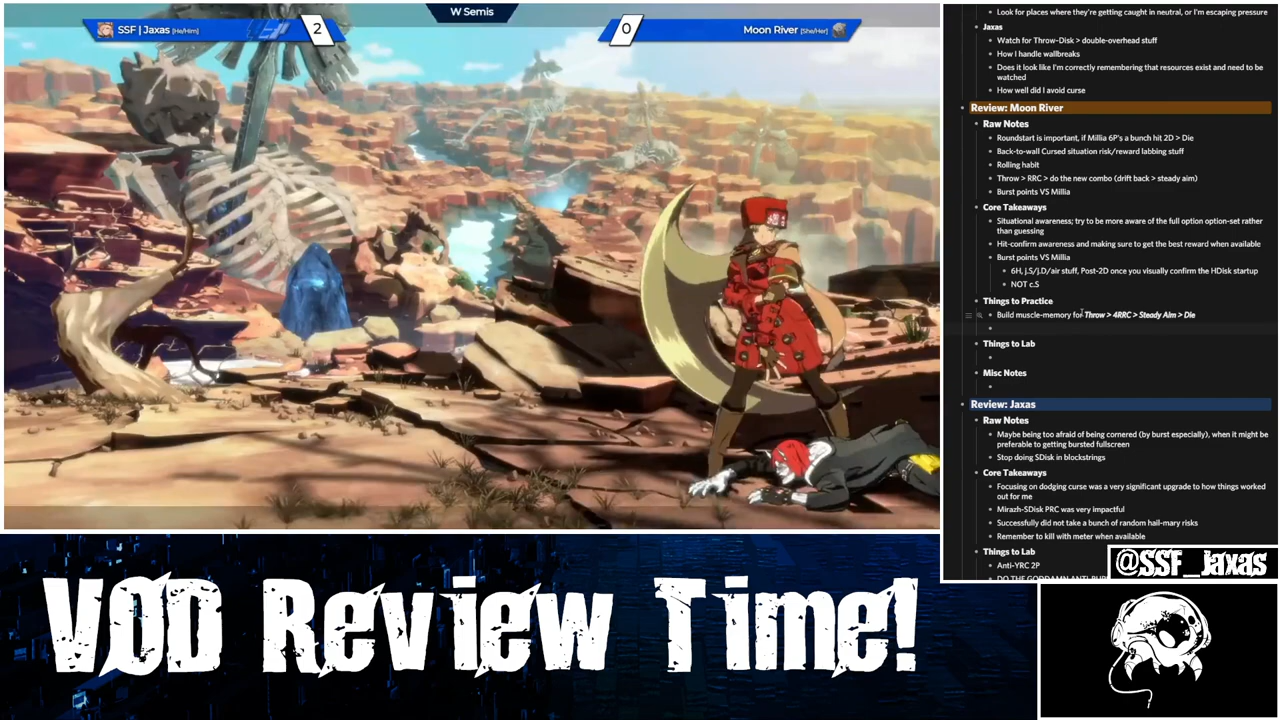 W Semis
SSF | Jaxas [He/Him]
2
0
Moon River [She/Her]
Look for places where they're getting caught in neutral, or I'm escaping pressure
Jaxas
Watch for Throw-Disk > double-overhead stuff
How I handle wallbreaks
Does it look like I'm correctly remembering that resources exist and need to be
watched
How well did I avoid curse
Review: Moon River
Raw Notes
Roundstart is important, if Millia 6P's a bunch hit 2D > Die
Back-to-wall Cursed situation risk/reward labbing stuff
Rolling habit
Throw > RRC > do the new combo (drift back > steady aim)
Burst points VS Millia
Core Takeaways
Situational awareness; try to be more aware of the full option option-set rather
than guessing
Hit-confirm awareness and making sure to get the best reward when available
Burst points VS Millia
6H, j.S/j.D/air stuff, Post-2D once you visually confirm the HDisk startup
NOT c.S
Things to Practice
Build muscle-memory for Throw > 4RRC > Steady Aim > Die
Things to Lab
Misc Notes
Review: Jaxas
Raw Notes
Maybe being too afraid of being cornered (by burst especially), when it might be
preferable to getting bursted fullscreen
Stop doing SDisk in blockstrings
Core Takeaways
Focusing on dodging curse was a very significant upgrade to how things worked
out for me
Mirazh-SDisk PRC was very impactful
Successfully did not take a bunch of random hail-mary risks
Remember to kill with meter when available
Things to Lab
Anti-YRC 2P
DO THE GODDAMN ANTI-
@SSF_Jaxas
VOD Review Time!